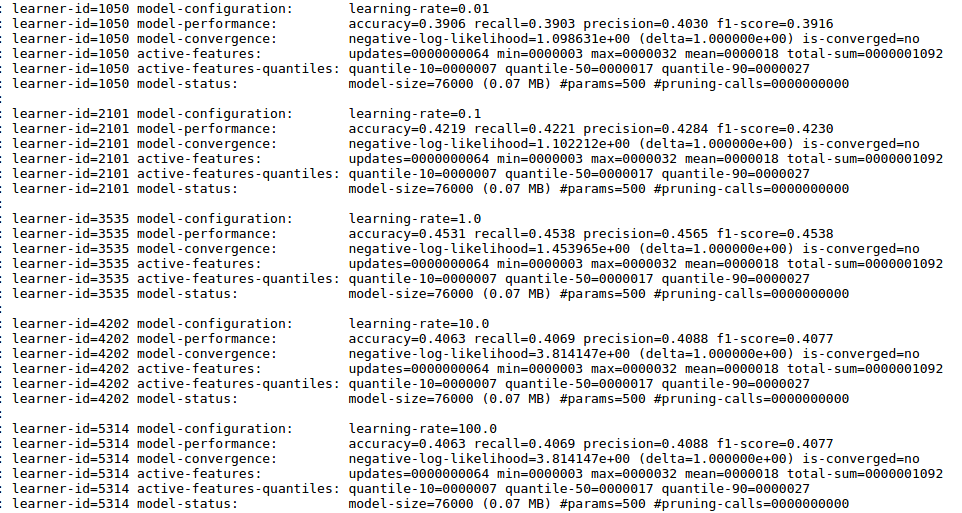 : learner-id=1050 model-configuration: learning-rate=0.01
: learner-id=1050 model-performance: accuracy=0.3906 recall=0.3903 precision=0.4030 f1-score=0.3916
: learner-id=1050 model-convergence: negative-log-likelihood=1.098631e+00 (delta=1.000000e+00) is-converged=no
: learner-id=1050 active-features: updates=0000000064 min=0000003 max=0000032 mean=0000018 total-sum=0000001092
: learner-id=1050 active-features-quantiles: quantile-10=0000007 quantile-50=0000017 quantile-90=0000027
: learner-id=1050 model-status: model-size=76000 (0.07 MB) #params=500 #pruning-calls=0000000000
:
: learner-id=2101 model-configuration: learning-rate=0.1
: learner-id=2101 model-performance: accuracy=0.4219 recall=0.4221 precision=0.4284 f1-score=0.4230
: learner-id=2101 model-convergence: negative-log-likelihood=1.102212e+00 (delta=1.000000e+00) is-converged=no
: learner-id=2101 active-features: updates=0000000064 min=0000003 max=0000032 mean=0000018 total-sum=0000001092
: learner-id=2101 active-features-quantiles: quantile-10=0000007 quantile-50=0000017 quantile-90=0000027
: learner-id=2101 model-status: model-size=76000 (0.07 MB) #params=500 #pruning-calls=0000000000
:
: learner-id=3535 model-configuration: learning-rate=1.0
: learner-id=3535 model-performance: accuracy=0.4531 recall=0.4538 precision=0.4565 f1-score=0.4538
: learner-id=3535 model-convergence: negative-log-likelihood=1.453965e+00 (delta=1.000000e+00) is-converged=no
: learner-id=3535 active-features: updates=0000000064 min=0000003 max=0000032 mean=0000018 total-sum=0000001092
: learner-id=3535 active-features-quantiles: quantile-10=0000007 quantile-50=0000017 quantile-90=0000027
: learner-id=3535 model-status: model-size=76000 (0.07 MB) #params=500 #pruning-calls=0000000000
:
: learner-id=4202 model-configuration: learning-rate=10.0
: learner-id=4202 model-performance: accuracy=0.4063 recall=0.4069 precision=0.4088 f1-score=0.4077
: learner-id=4202 model-convergence: negative-log-likelihood=3.814147e+00 (delta=1.000000e+00) is-converged=no
: learner-id=4202 active-features: updates=0000000064 min=0000003 max=0000032 mean=0000018 total-sum=0000001092
: learner-id=4202 active-features-quantiles: quantile-10=0000007 quantile-50=0000017 quantile-90=0000027
: learner-id=4202 model-status: model-size=76000 (0.07 MB) #params=500 #pruning-calls=0000000000
:
: learner-id=5314 model-configuration: learning-rate=100.0
: learner-id=5314 model-performance: accuracy=0.4063 recall=0.4069 precision=0.4088 f1-score=0.4077
: learner-id=5314 model-convergence: negative-log-likelihood=3.814147e+00 (delta=1.000000e+00) is-converged=no
: learner-id=5314 active-features: updates=0000000064 min=0000003 max=0000032 mean=0000018 total-sum=0000001092
: learner-id=5314 active-features-quantiles: quantile-10=0000007 quantile-50=0000017 quantile-90=0000027
: learner-id=5314 model-status: model-size=76000 (0.07 MB) #params=500 #pruning-calls=0000000000